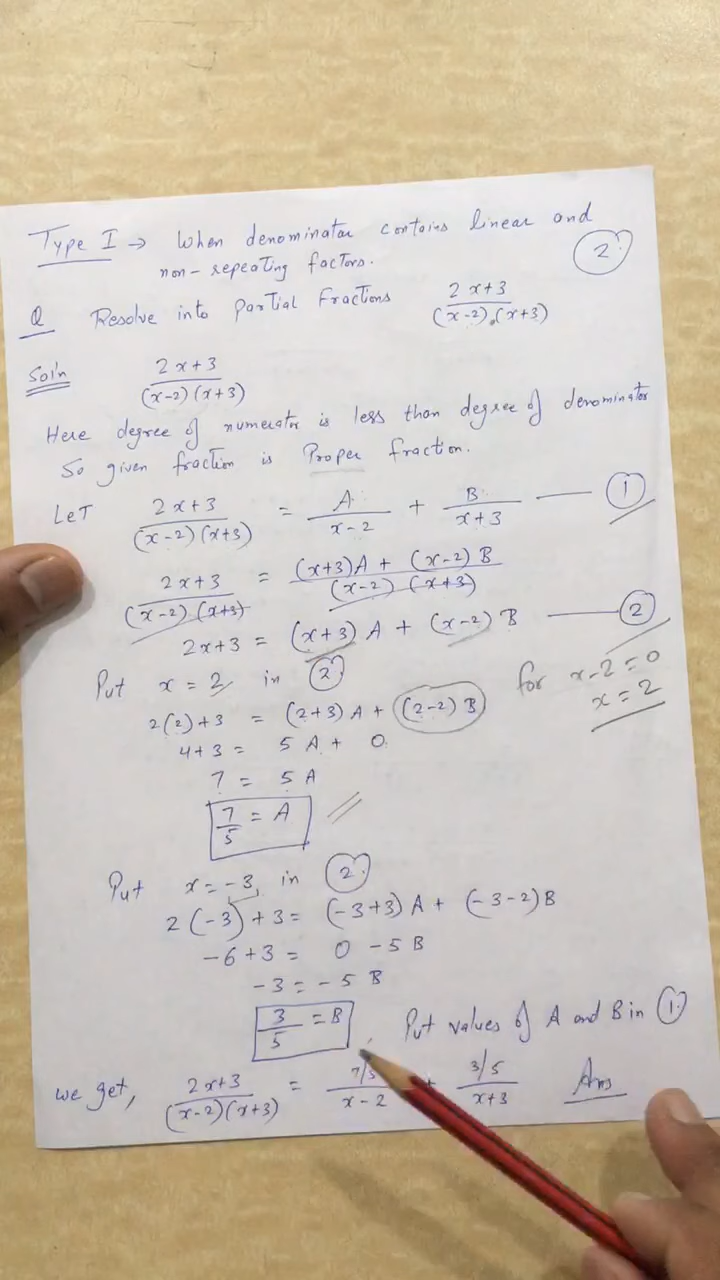 Type I → When denominator contains linear and
non-repeating factors.
2
Q Resolve into Partial Fractions (2x+3)/((x-2).(x+3))
Sol'n (2x+3)/((x-2)(x+3))
Here degree of numerator is less than degree of denominator
So given fraction is Proper fraction.
Let (2x+3)/((x-2)(x+3)) = A/(x-2) + B/(x+3) —— ①
(2x+3)/((x-2)(x+3)) = ((x+3)A + (x-2)B)/((x-2)(x+3))
2x+3 = (x+3)A + (x-2)B —— ②
Put x = 2 in ②
for x-2=0
x=2
2(2)+3 = (2+3)A + (2-2)B
4+3 = 5A + 0
7 = 5A
7/5 = A
Put x = -3, in ②
2(-3)+3 = (-3+3)A + (-3-2)B
-6+3 = 0 -5B
-3 = -5B
3/5 = B, Put values of A and B in ①
we get, (2x+3)/((x-2)(x+3)) = (7/5)/(x-2) + (3/5)/(x+3) Ans